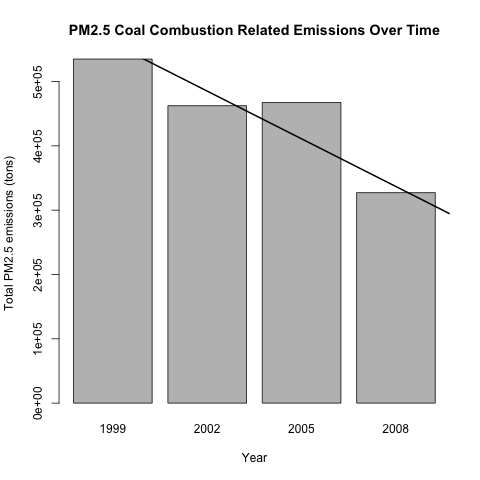 PM2.5 Coal Combustion Related Emissions Over Time
Total PM2.5 emissions (tons)
5e+05
4e+05
3e+05
2e+05
1e+05
0e+00
1999 2002 2005 2008
Year